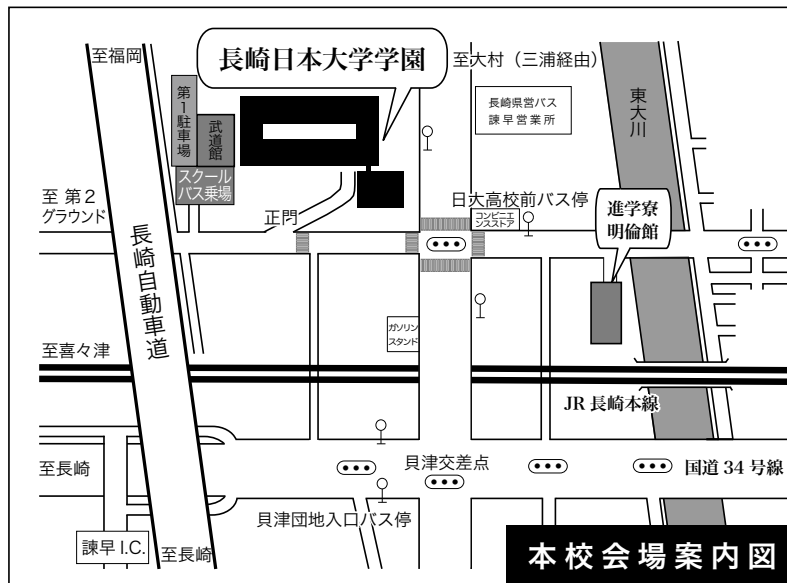 至福岡
長崎日本大学学園
至大村（三浦経由）
第1駐車場
武道館
スクール
バス乗場
長崎県営バス
諫早営業所
東大川
至 第２
グラウンド
正門
日大高校前バス停
コンビニエ
ンスストア
進学寮
明倫館
長崎自動車道
ガソリン
スタンド
至喜々津
JR 長崎本線
至長崎
貝津交差点
国道 34 号線
貝津団地入口バス停
諫早 I.C.
至長崎
本校会場案内図